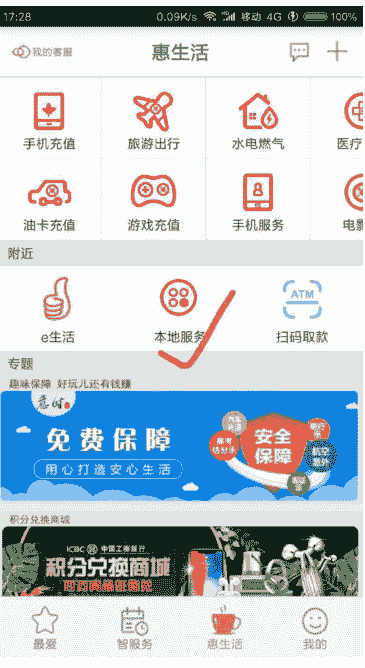 17:28 0.09K/s 移动 4G 100%
我的客服 惠生活
手机充值 旅游出行 水电燃气 医疗
油卡充值 游戏充值 手机服务 电影
附近
ATM
e生活 本地服务 扫码取款
专题
趣味保障 好玩儿还有钱赚
免费保障
用心打造安心生活
安全
保障
积分兑换商城
ICBC 中国工商银行
积分兑换商城
最爱 智服务 惠生活 我的